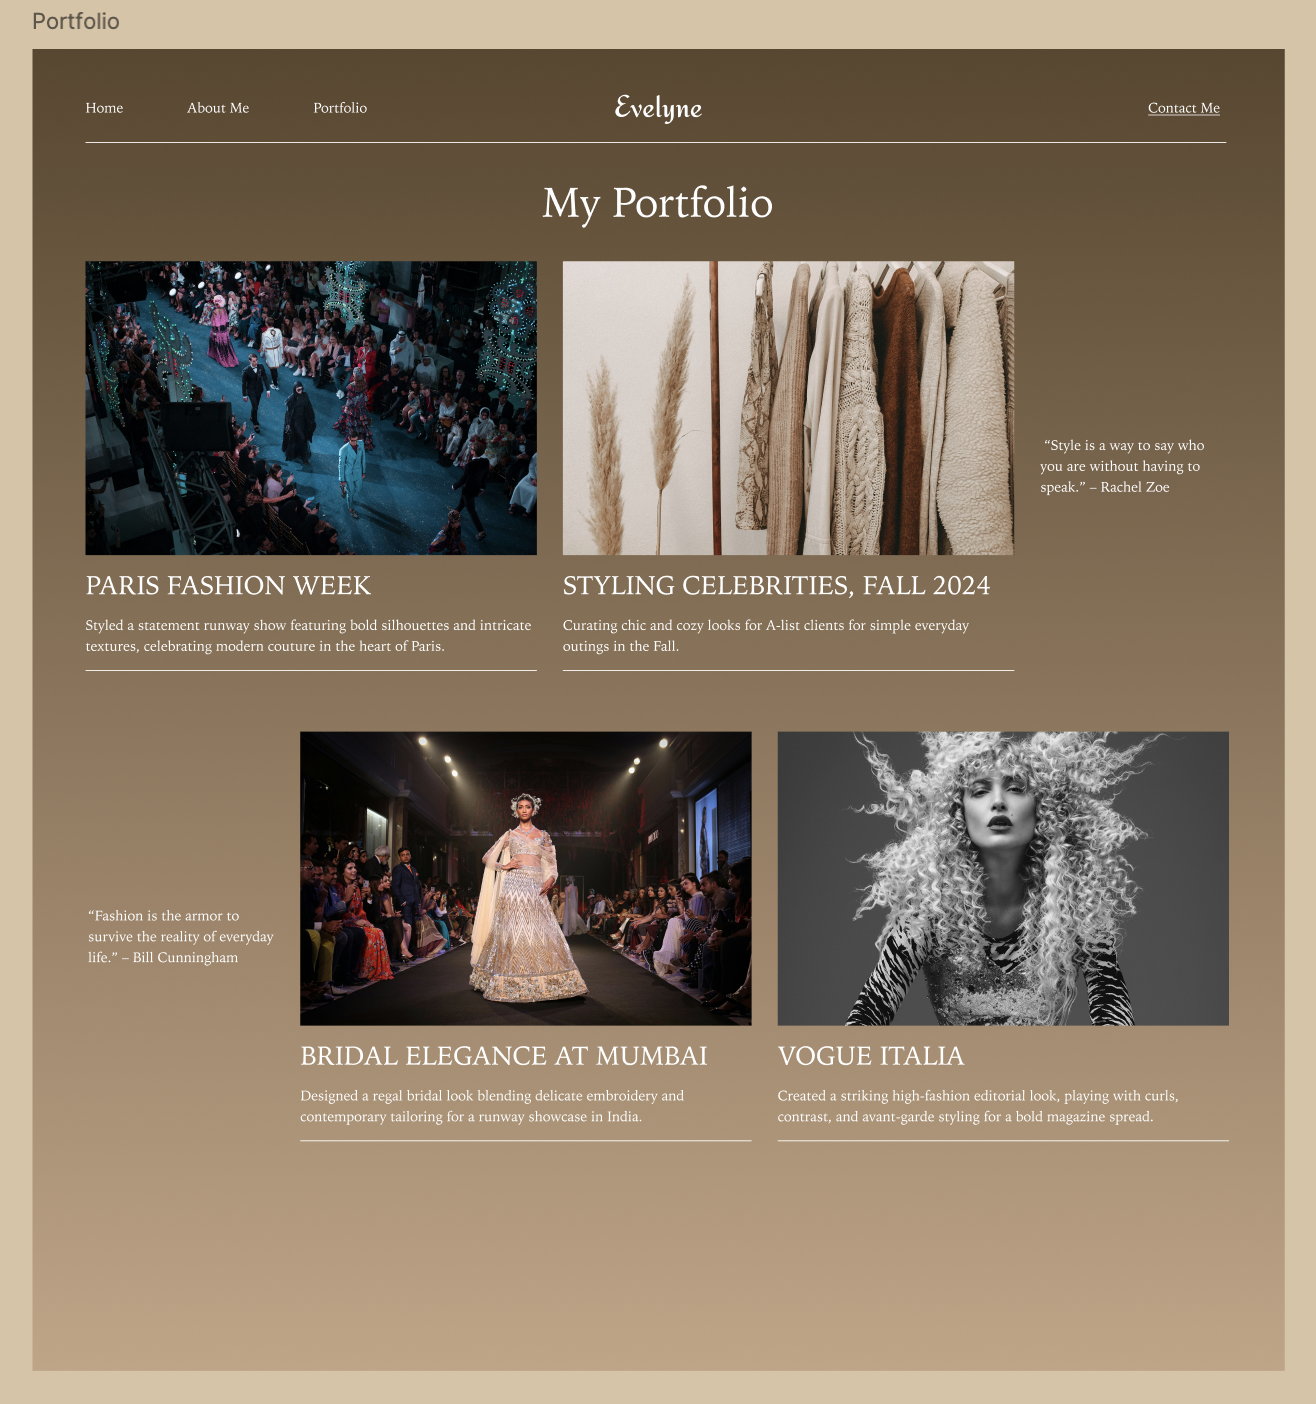 Portfolio
Home
About Me
Portfolio
Evelyne
Contact Me
My Portfolio
PARIS FASHION WEEK
Styled a statement runway show featuring bold silhouettes and intricate
textures, celebrating modern couture in the heart of Paris.
STYLING CELEBRITIES, FALL 2024
Curating chic and cozy looks for A-list clients for simple everyday
outings in the Fall.
“Style is a way to say who
you are without having to
speak.” – Rachel Zoe
“Fashion is the armor to
survive the reality of everyday
life.” – Bill Cunningham
BRIDAL ELEGANCE AT MUMBAI
Designed a regal bridal look blending delicate embroidery and
contemporary tailoring for a runway showcase in India.
VOGUE ITALIA
Created a striking high-fashion editorial look, playing with curls,
contrast, and avant-garde styling for a bold magazine spread.